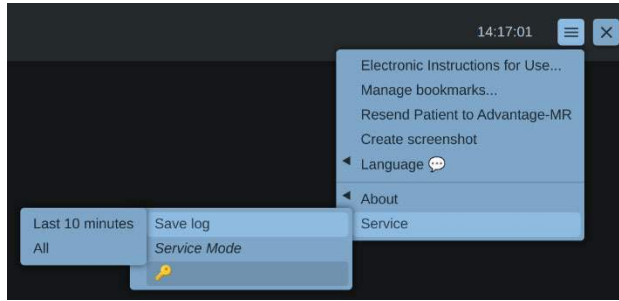 14:17:01
Electronic Instructions for Use...
Manage bookmarks...
Resend Patient to Advantage-MR
Create screenshot
Language
About
Service
Save log
Service Mode
Last 10 minutes
All